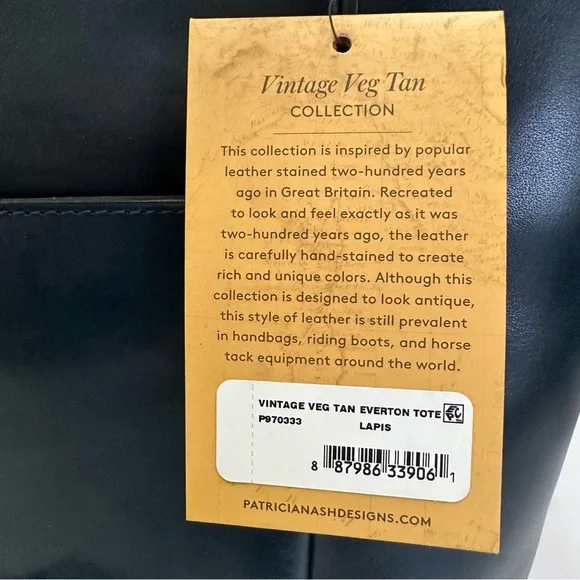 Vintage Veg Tan
COLLECTION
This collection is inspired by popular
leather stained two-hundred years
ago in Great Britain. Recreated
to look and feel exactly as it was
two-hundred years ago, the leather
is carefully hand-stained to create
rich and unique colors. Although this
collection is designed to look antique,
this style of leather is still prevalent
in handbags, riding boots, and horse
tack equipment around the world.
VINTAGE VEG TAN EVERTON TOTE
P970333 LAPIS
8 87986 33906 1
PATRICIANASHDESIGNS.COM